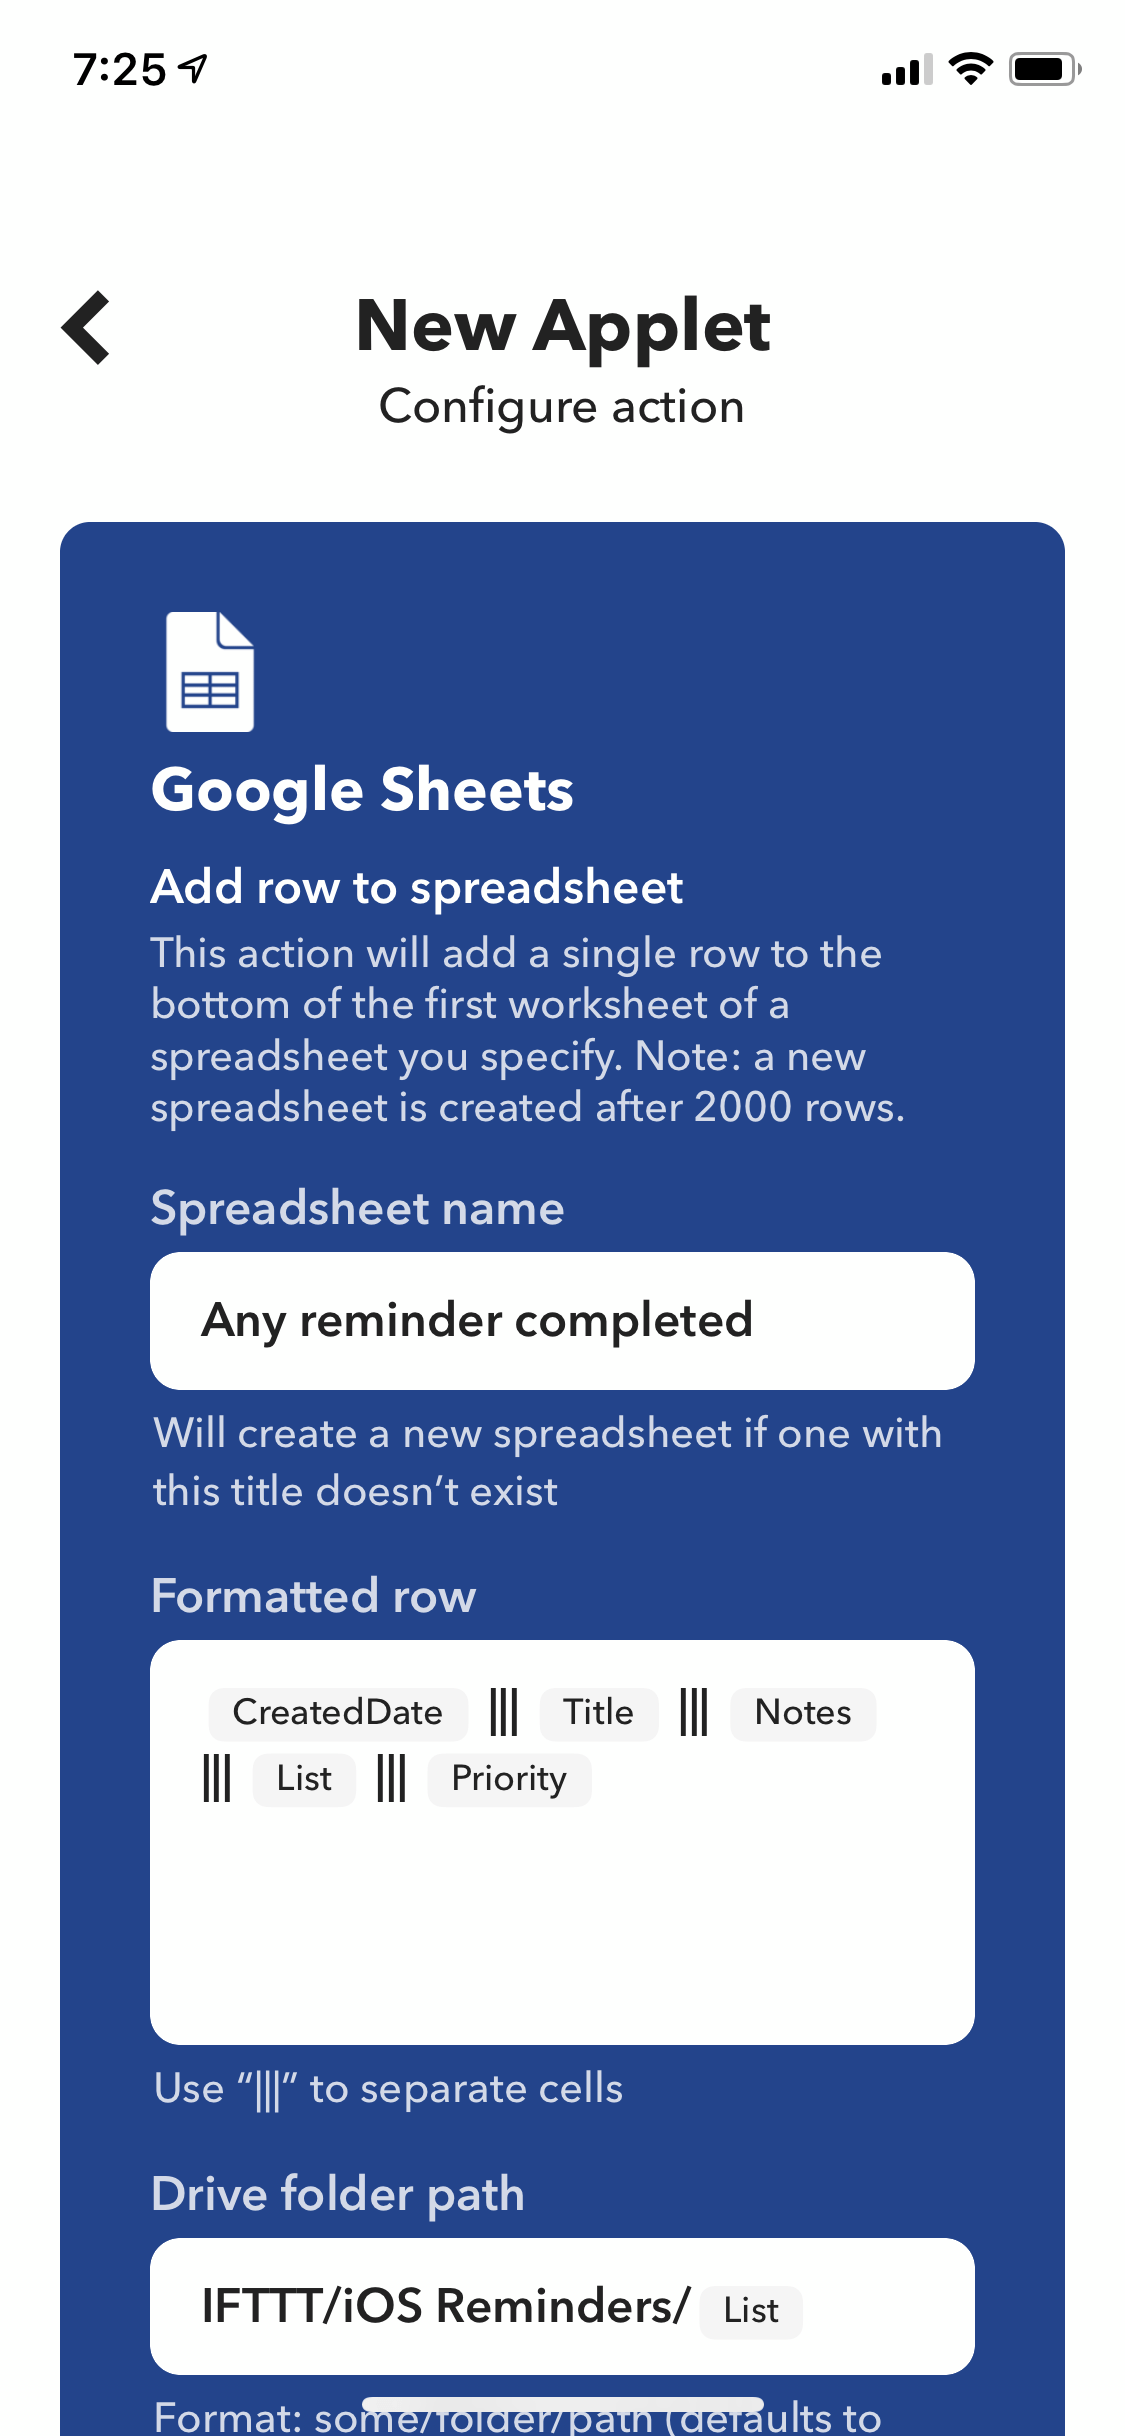 7:25
New Applet
Configure action
Google Sheets
Add row to spreadsheet
This action will add a single row to the
bottom of the first worksheet of a
spreadsheet you specify. Note: a new
spreadsheet is created after 2000 rows.
Spreadsheet name
Any reminder completed
Will create a new spreadsheet if one with
this title doesn’t exist
Formatted row
CreatedDate ||| Title ||| Notes
||| List ||| Priority
Use “|||” to separate cells
Drive folder path
IFTTT/iOS Reminders/ List
Format: some/folder/path (defaults to